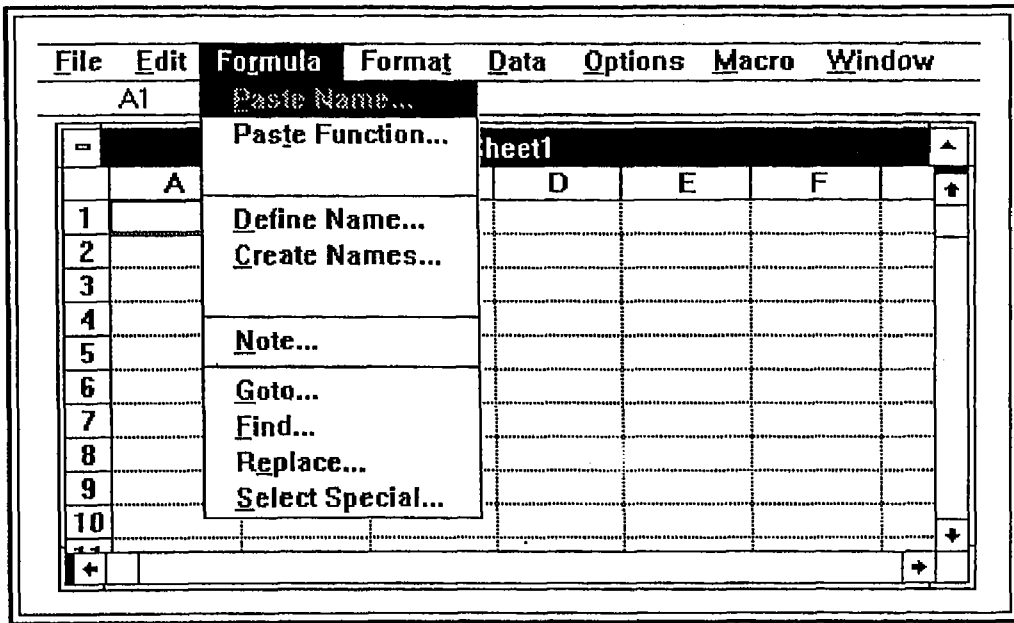 File Edit Formula Format Data Options Macro Window
A1 Paste Name...
Paste Function...
heet1
A D E F
1 Define Name...
2 Create Names...
3
4
5 Note...
6 Goto...
7 Find...
8 Replace...
9 Select Special...
10